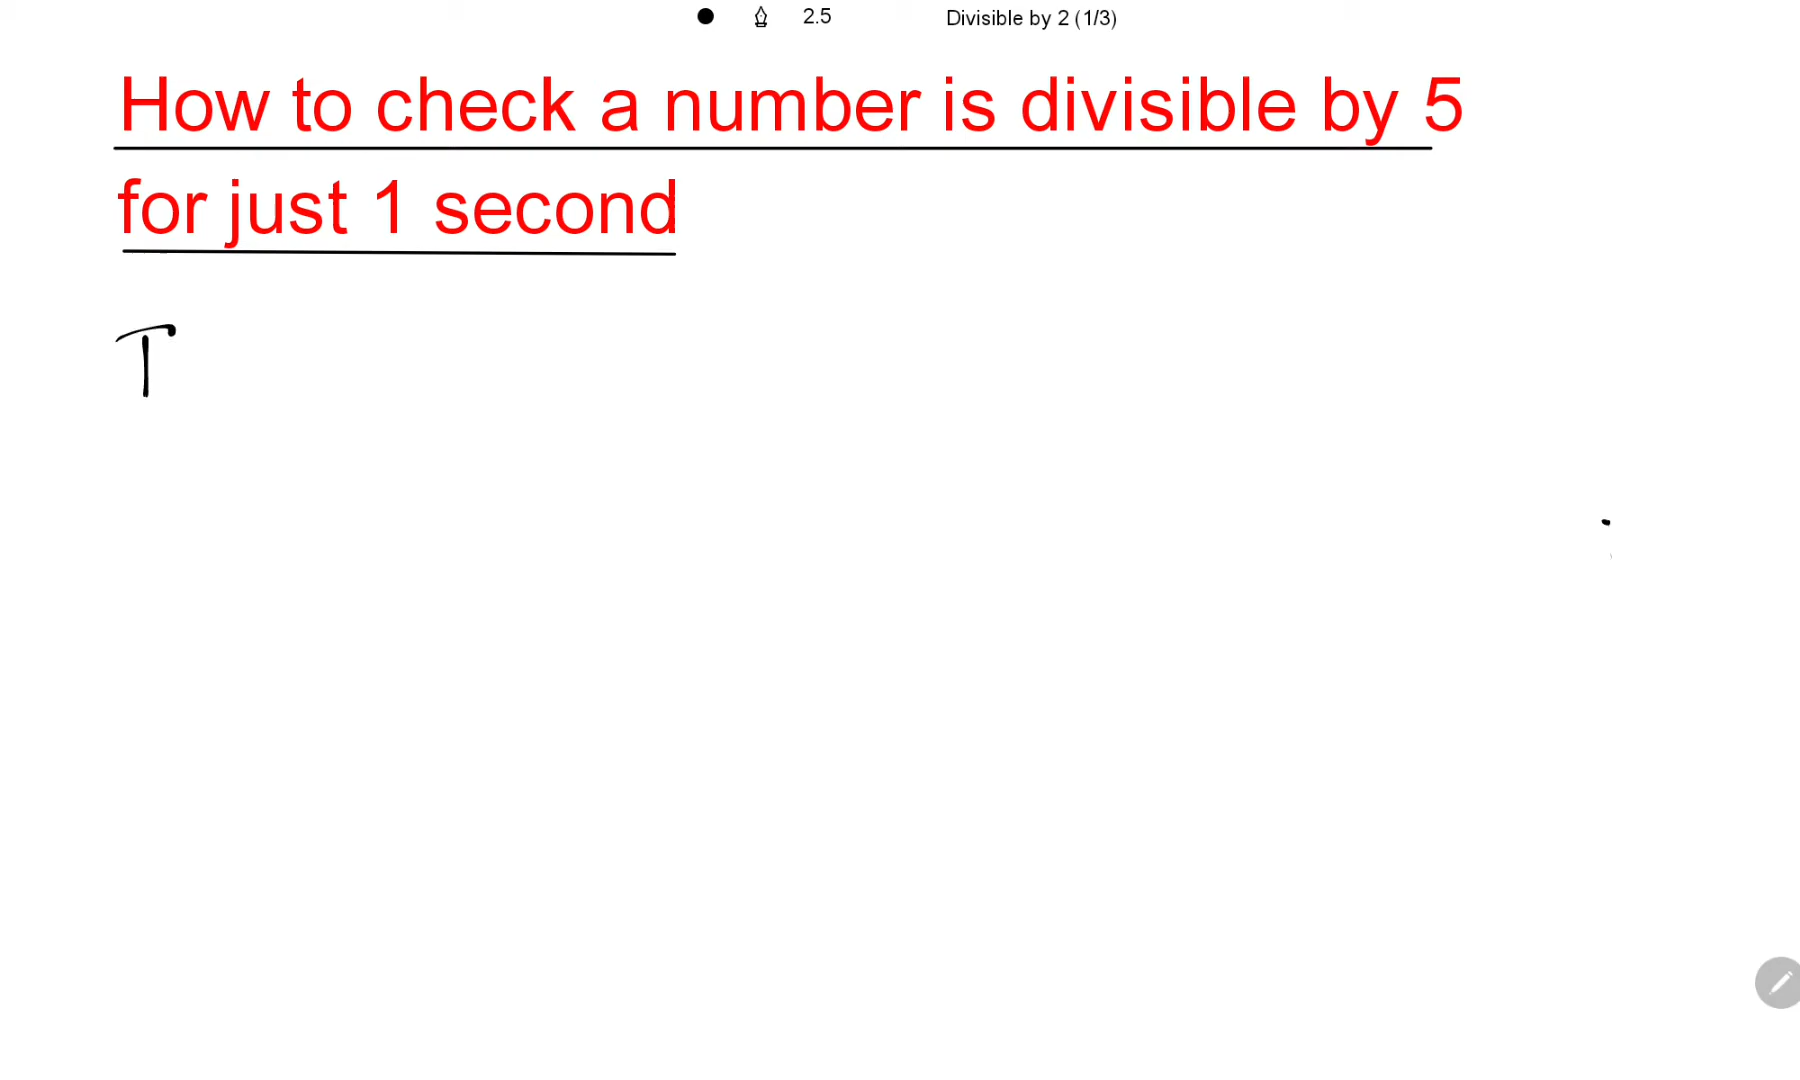 2.5 Divisible by 2 (1/3)
How to check a number is divisible by 5
for just 1 second
T